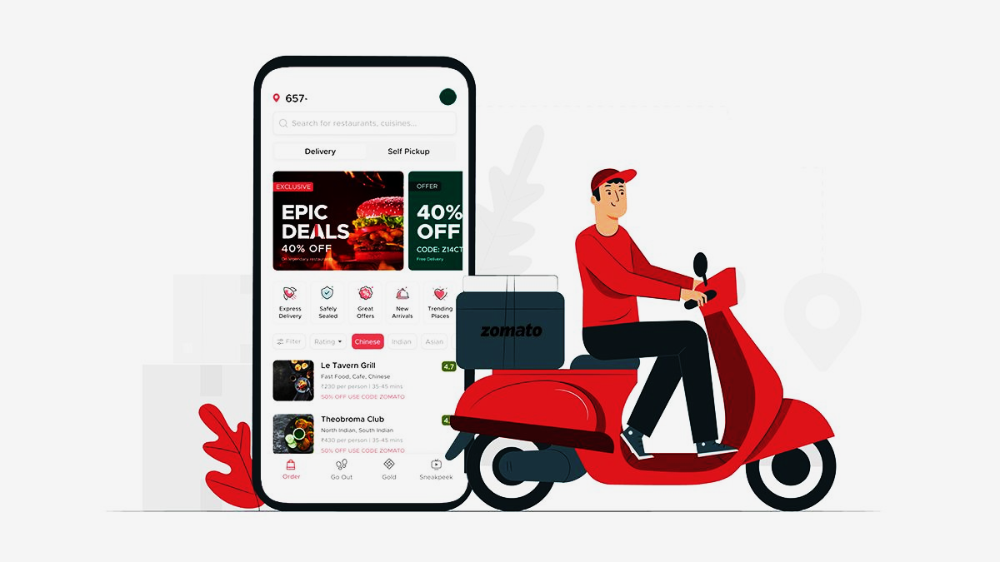 657-
Search for restaurants, cuisines...
Delivery
Self Pickup
EXCLUSIVE
EPIC
DEALS
40% OFF
On legendary restaurants
OFFER
40%
OFF
CODE: Z14CT
Free Delivery
Express
Delivery
Safely
Sealed
Great
Offers
New
Arrivals
Trending
Places
Filter
Rating
Chinese
Indian
Asian
Le Tavern Grill
4.7
Fast Food, Cafe, Chinese
₹230 per person | 35-45 mins
50% OFF USE CODE ZOMATO
Theobroma Club
North Indian, South Indian
₹430 per person | 35-45 mins
50% OFF USE CODE ZOMATO
Order
Go Out
Gold
Sneakpeek
zomato